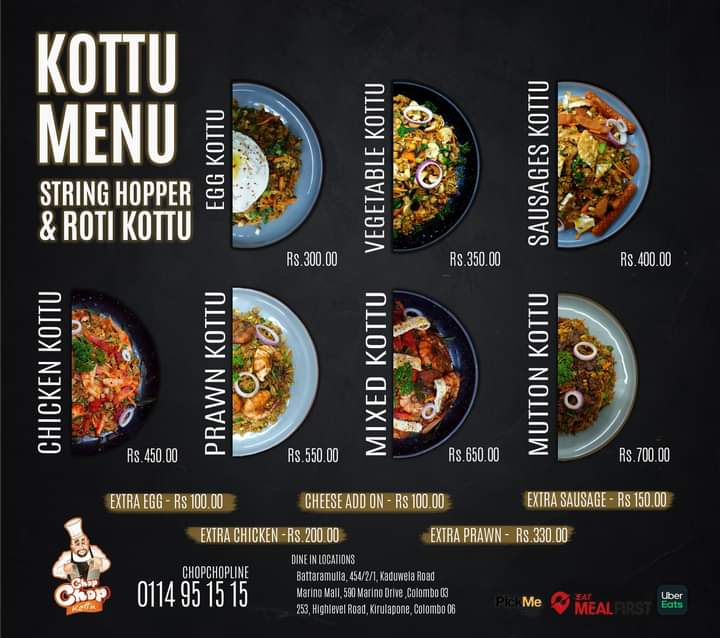 KOTTU
MENU
STRING HOPPER
& ROTI KOTTU
EGG KOTTU
Rs.300.00
VEGETABLE KOTTU
Rs.350.00
SAUSAGES KOTTU
Rs.400.00
CHICKEN KOTTU
Rs.450.00
PRAWN KOTTU
Rs.550.00
MIXED KOTTU
Rs.650.00
MUTTON KOTTU
Rs.700.00
EXTRA EGG - Rs 100.00
CHEESE ADD ON - Rs 100.00
EXTRA SAUSAGE - Rs 150.00
EXTRA CHICKEN -Rs.200.00
EXTRA PRAWN - Rs.330.00
Chop
Chop
Kottu
CHOPCHOPLINE
0114 95 15 15
DINE IN LOCATIONS
Battaramulla, 454/2/1, Kaduwela Road
Marino Mall, 590 Marino Drive ,Colombo 03
253, Highlevel Road, Kirulapone, Colombo 06
PickMe
EAT
MEALFIRST
Uber
Eats